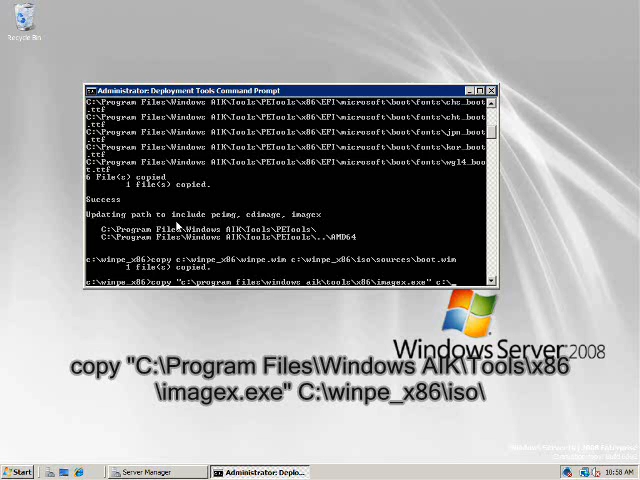 Recycle Bin
Administrator: Deployment Tools Command Prompt
C:\Program Files\Windows AIK\Tools\PETools\x86\EFI\microsoft\boot\fonts\chs_boot
.ttf
C:\Program Files\Windows AIK\Tools\PETools\x86\EFI\microsoft\boot\fonts\cht_boot
.ttf
C:\Program Files\Windows AIK\Tools\PETools\x86\EFI\microsoft\boot\fonts\jpn_boot
.ttf
C:\Program Files\Windows AIK\Tools\PETools\x86\EFI\microsoft\boot\fonts\kor_boot
.ttf
C:\Program Files\Windows AIK\Tools\PETools\x86\EFI\microsoft\boot\fonts\wgl4_boo
t.ttf
6 File(s) copied
1 file(s) copied.
Success
Updating path to include peimg, cdimage, imagex
C:\Program Files\Windows AIK\Tools\PETools\
C:\Program Files\Windows AIK\Tools\PETools\..\AMD64
c:\winpe_x86>copy c:\winpe_x86\winpe.wim c:\winpe_x86\iso\sources\boot.wim
1 file(s) copied.
c:\winpe_x86>copy "c:\program files\windows aik\tools\x86\imagex.exe" c:\_
Windows Server 2008
copy "C:\Program Files\Windows AIK\Tools\x86
\imagex.exe" C:\winpe_x86\iso\
Start
Server Manager
Administrator: Deplo...
10:58 AM